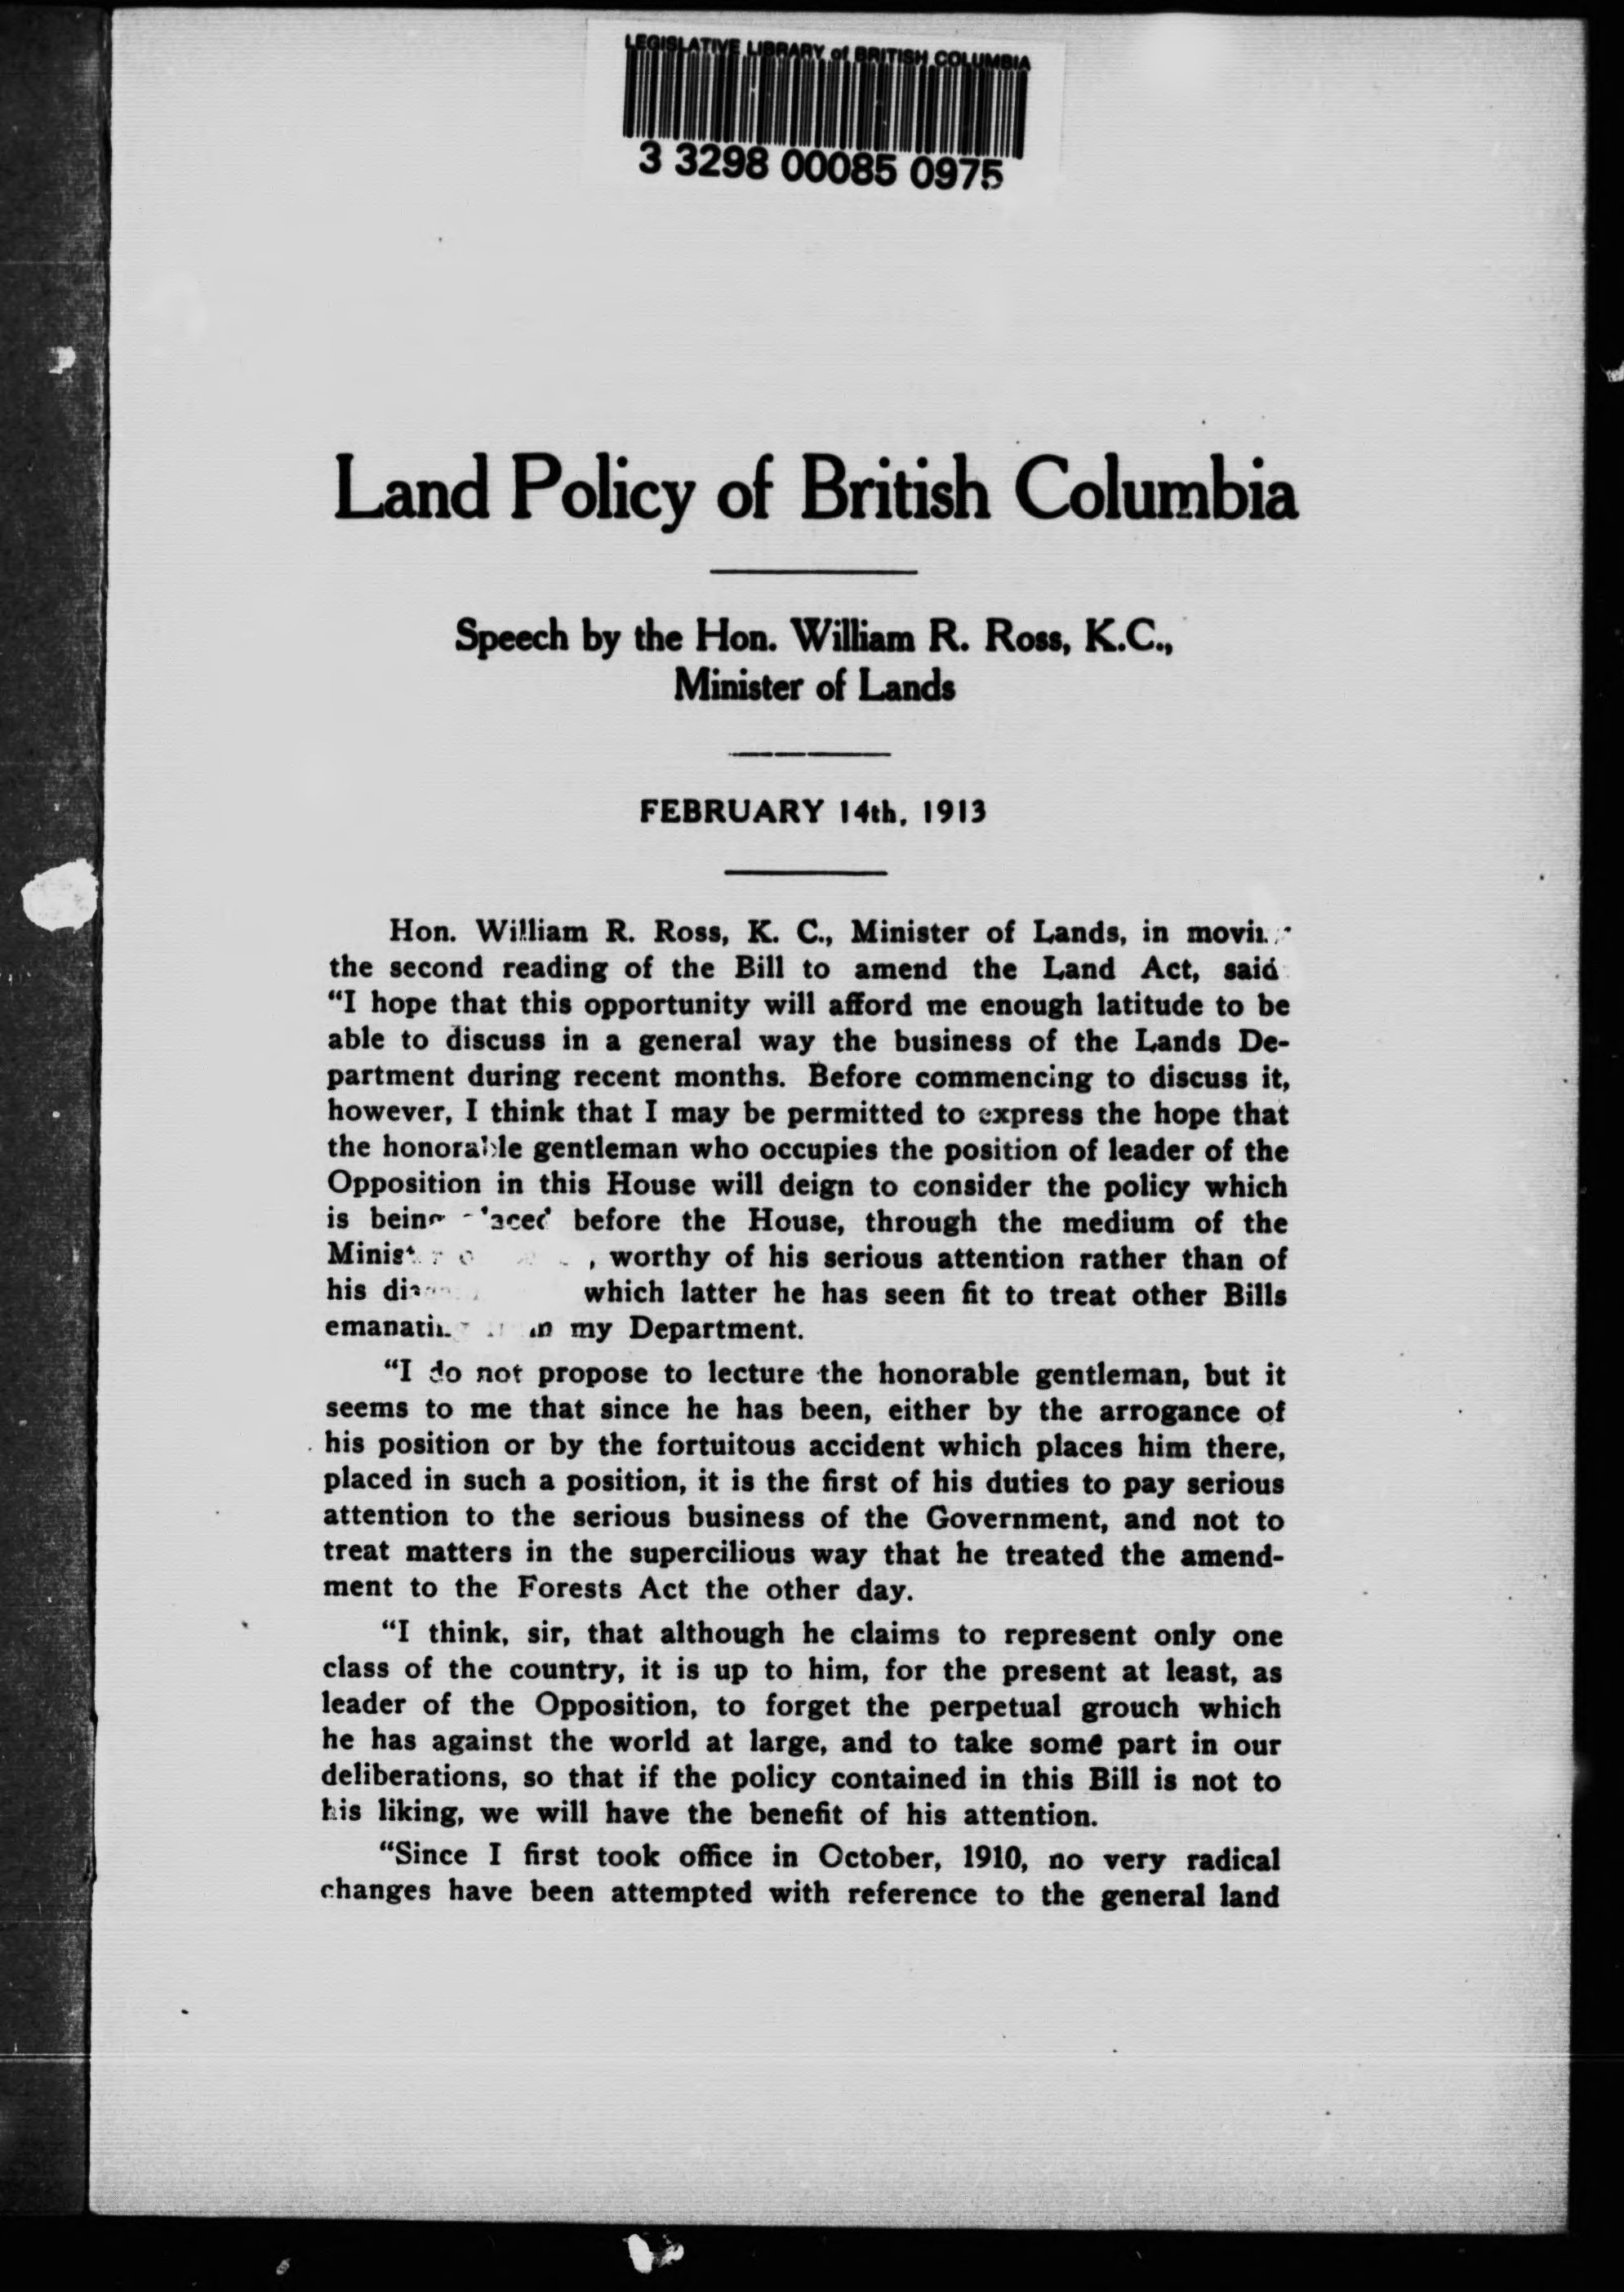 LEGISLATIVE LIBRARY of BRITISH COLUMBIA
3 3298 00085 0975
Land Policy of British Columbia
Speech by the Hon. William R. Ross, K.C.,
Minister of Lands
FEBRUARY 14th, 1913
Hon. William R. Ross, K. C., Minister of Lands, in
the second reading of the Bill to amend the Land Act, said
“I hope that this opportunity will afford me enough latitude to be
able to discuss in a general way the business of the Lands De-
partment during recent months. Before commencing to discuss it,
however, I think that I may be permitted to express the hope that
the honorable gentleman who occupies the position of leader of the
Opposition in this House will deign to consider the policy which
is being before the House, through the medium of the
, worthy of his serious attention rather than of
his which latter he has seen fit to treat other Bills
my Department.
“I do not propose to lecture the honorable gentleman, but it
seems to me that since he has been, either by the arrogance of
his position or by the fortuitous accident which places him there,
placed in such a position, it is the first of his duties to pay serious
attention to the serious business of the Government, and not to
treat matters in the supercilious way that he treated the amend-
ment to the Forests Act the other day.
“I think, sir, that although he claims to represent only one
class of the country, it is up to him, for the present at least, as
leader of the Opposition, to forget the perpetual grouch which
he has against the world at large, and to take some part in our
deliberations, so that if the policy contained in this Bill is not to
his liking, we will have the benefit of his attention.
“Since I first took office in October, 1910, no very radical
changes have been attempted with reference to the general land